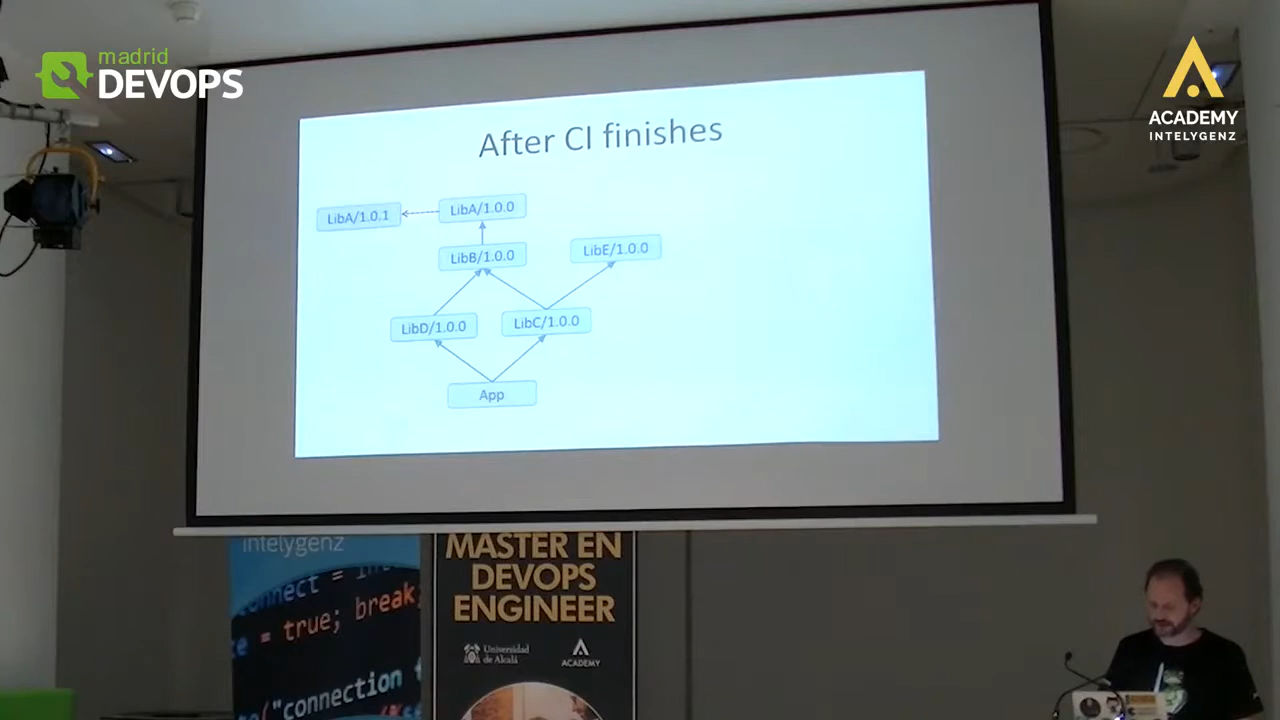 madrid
DEVOPS
ACADEMY
INTELYGENZ
After CI finishes
LibA/1.0.1
LibA/1.0.0
LibB/1.0.0
LibE/1.0.0
LibD/1.0.0
LibC/1.0.0
App
intelygenz
connect =
= true; break;
("connection
MASTER EN
DEVOPS
ENGINEER
Universidad
de Alcalá
ACADEMY